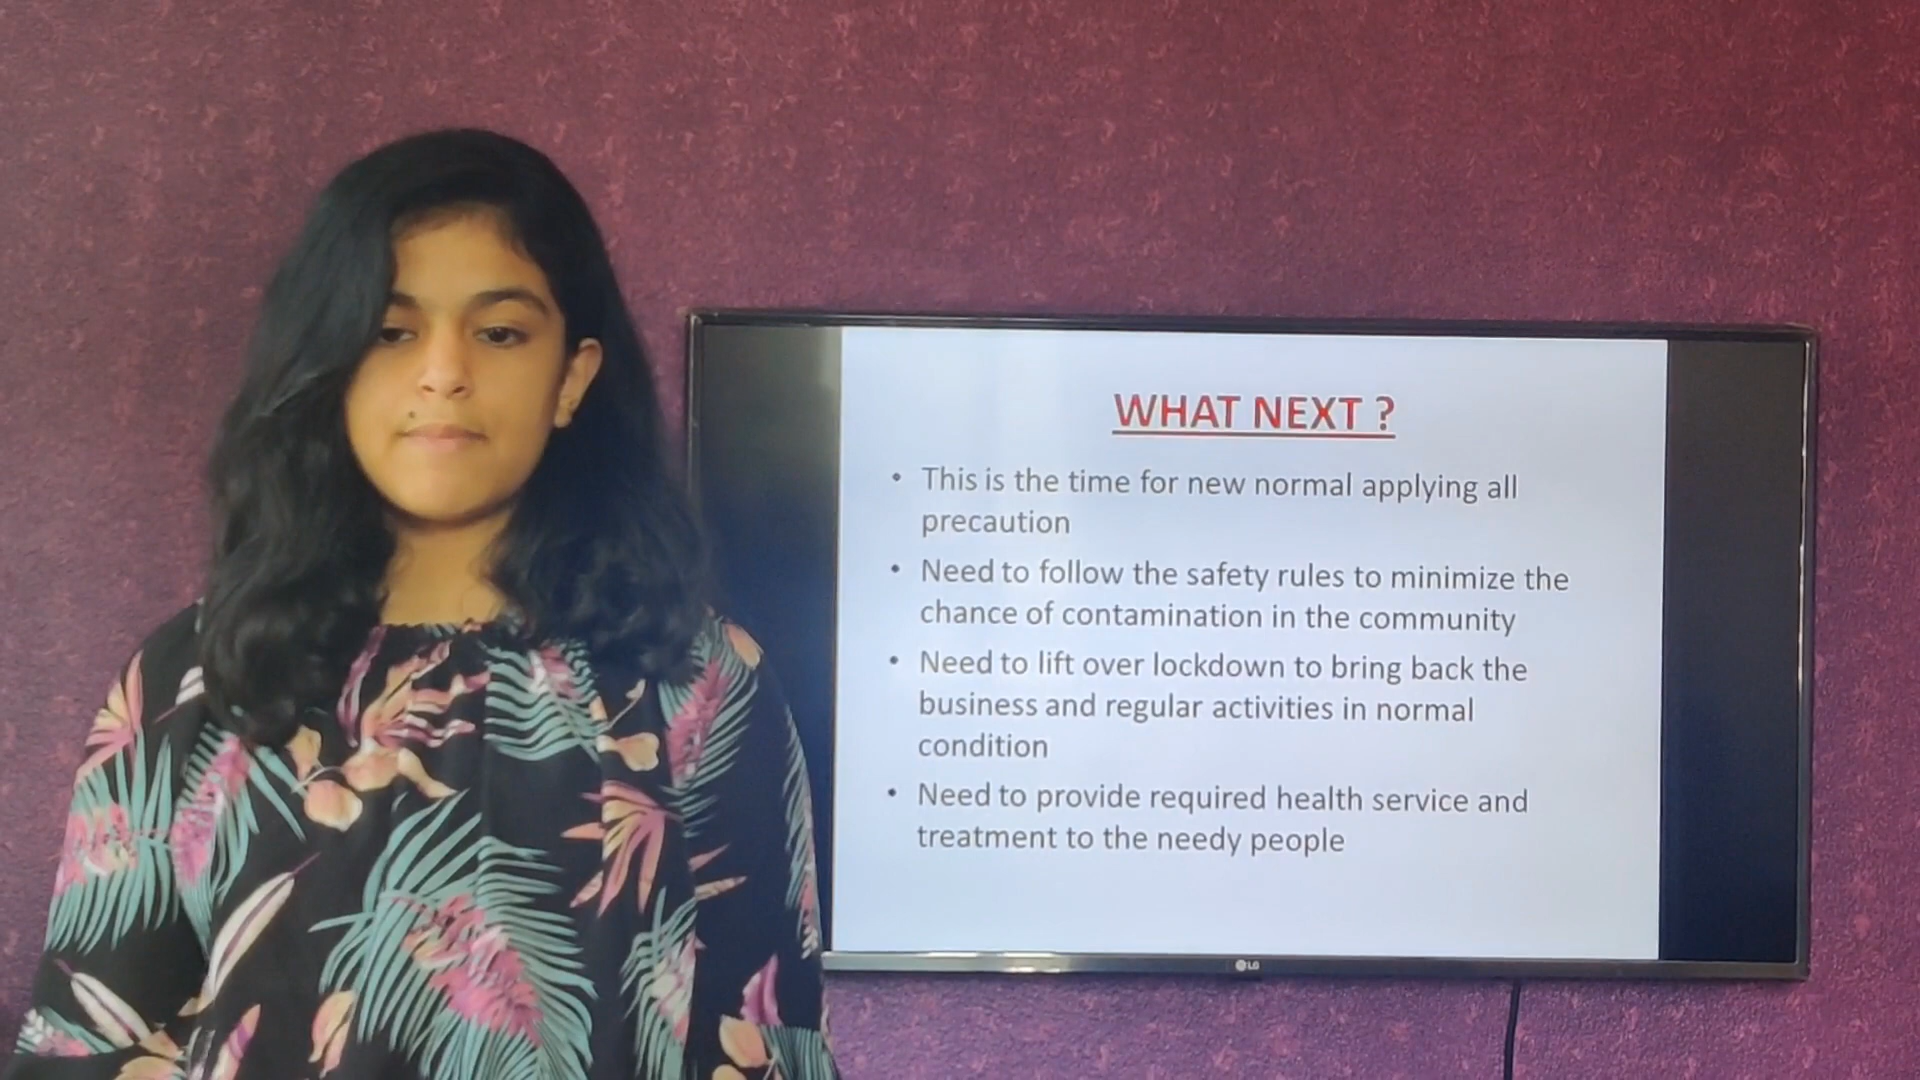 WHAT NEXT ?
• This is the time for new normal applying all
precaution
• Need to follow the safety rules to minimize the
chance of contamination in the community
• Need to lift over lockdown to bring back the
business and regular activities in normal
condition
• Need to provide required health service and
treatment to the needy people
LG